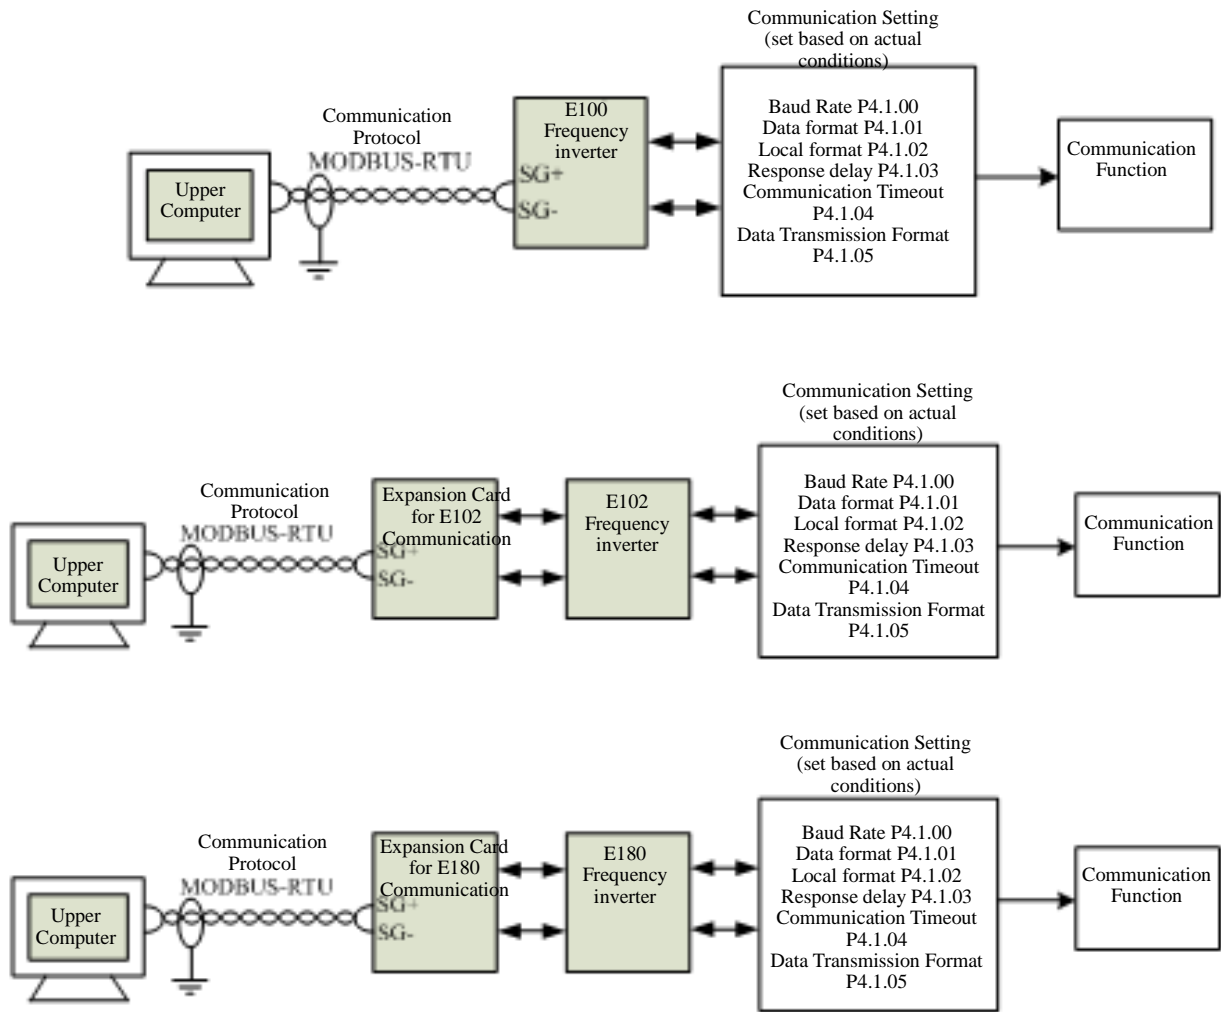 Communication Setting
(set based on actual
conditions)
Communication
Protocol
MODBUS-RTU
Upper
Computer
E100
Frequency
inverter
SG+
SG-
Baud Rate P4.1.00
Data format P4.1.01
Local format P4.1.02
Response delay P4.1.03
Communication Timeout
P4.1.04
Data Transmission Format
P4.1.05
Communication
Function
Communication Setting
(set based on actual
conditions)
Communication
Protocol
MODBUS-RTU
Upper
Computer
Expansion Card
for E102
Communication
SG+
SG-
E102
Frequency
inverter
Baud Rate P4.1.00
Data format P4.1.01
Local format P4.1.02
Response delay P4.1.03
Communication Timeout
P4.1.04
Data Transmission Format
P4.1.05
Communication
Function
Communication Setting
(set based on actual
conditions)
Communication
Protocol
MODBUS-RTU
Upper
Computer
Expansion Card
for E180
Communication
SG+
SG-
E180
Frequency
inverter
Baud Rate P4.1.00
Data format P4.1.01
Local format P4.1.02
Response delay P4.1.03
Communication Timeout
P4.1.04
Data Transmission Format
P4.1.05
Communication
Function